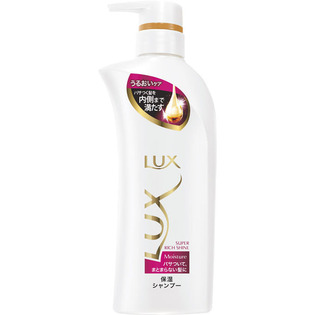 うるおいケア
パサつく髪を
内側まで
満たす
LUX
LUX
SUPER
RICH SHINE
Moisture
パサついて、
まとまらない髪に
保湿
シャンプー